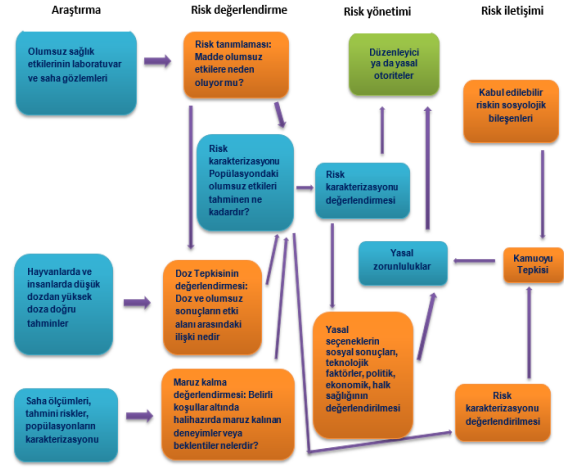 Araştırma
Risk değerlendirme
Risk yönetimi
Risk iletişimi
Olumsuz sağlık
etkilerinin laboratuvar
ve saha gözlemleri
Risk tanımlaması:
Madde olumsuz
etkilere neden
oluyor mu?
Düzenleyici
ya da yasal
otoriteler
Kabul edilebilir
riskin sosyolojik
bileşenleri
Risk
karakterizasyonu
Popülasyondaki
olumsuz etkileri
tahminen ne
kadardır?
Risk
karakterizasyonu
değerlendirmesi
Yasal
zorunluluklar
Kamuoyu
Tepkisi
Hayvanlarda ve
insanlarda düşük
dozdan yüksek
doza doğru
tahminler
Doz Tepkisinin
değerlendirmesi:
Doz ve olumsuz
sonuçların etki
alanı arasındaki
ilişki nedir
Yasal
seçeneklerin
sosyal sonuçları,
teknolojik
faktörler, politik,
ekonomik, halk
sağlığının
değerlendirilmesi
Saha ölçümleri,
tahmini riskler,
popülasyonların
karakterizasyonu
Maruz kalma
değerlendirmesi: Belirli
koşullar altında
halihazırda maruz kalınan
deneyimler veya
beklentiler nelerdir?
Risk
karakterizasyonu
değerlendirilmesi